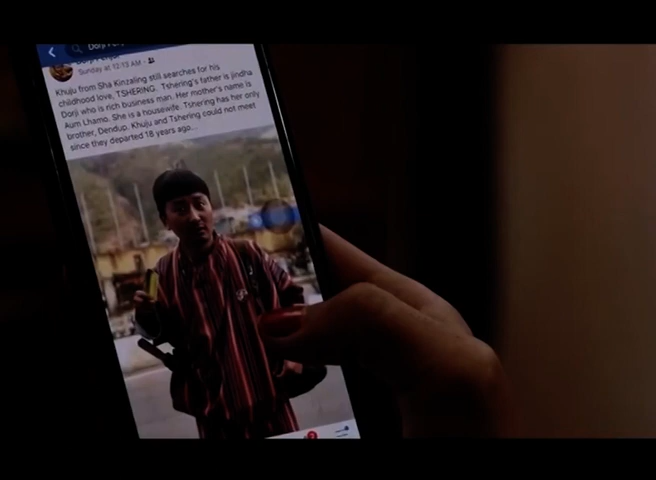 Dorji
Sunday at 12:13 AM
Khuju from Sha Kinzaling still searches for his
childhood love, TSHERING. Tshering's father is jindha
Dorji who is rich business man. Her mother's name is
Aum Lhamo. She is a housewife. Tshering has her only
brother, Dendup. Khuju and Tshering could not meet
since they departed 18 years ago...